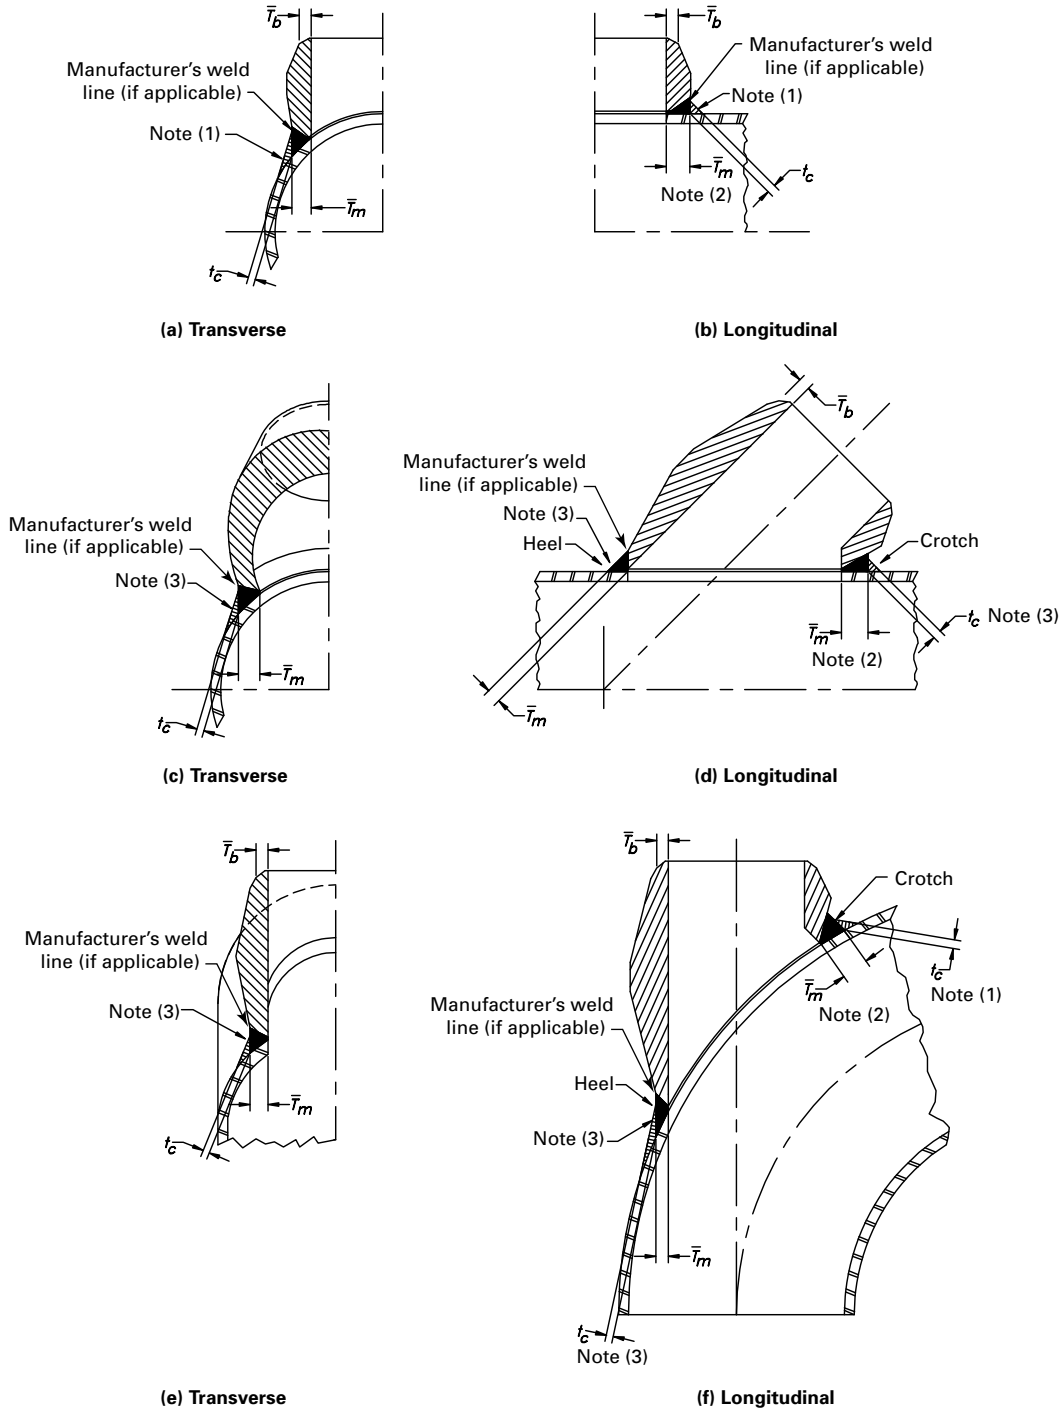 T̅b
Manufacturer's weld
line (if applicable)
Note (1)
T̅m
tc
(a) Transverse
T̅b
Manufacturer's weld
line (if applicable)
Note (1)
T̅m
Note (2)
tc
(b) Longitudinal
Manufacturer's weld
line (if applicable)
Note (3)
T̅m
tc
(c) Transverse
T̅b
Manufacturer's weld
line (if applicable)
Note (3)
Heel
Crotch
tc Note (3)
T̅m
Note (2)
T̅m
(d) Longitudinal
T̅b
Manufacturer's weld
line (if applicable)
Note (3)
T̅m
tc
(e) Transverse
T̅b
Crotch
tc
Note (1)
T̅m
Note (2)
Manufacturer's weld
line (if applicable)
Heel
Note (3)
T̅m
tc
Note (3)
(f) Longitudinal